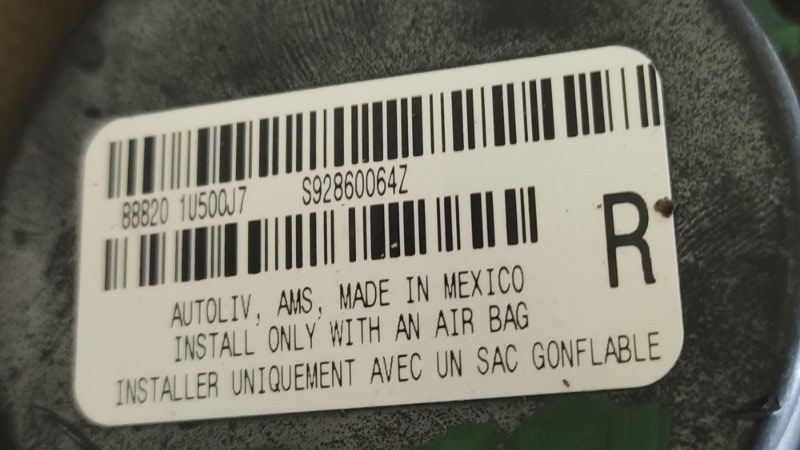 88820 1U500J7 S92860064Z
R
AUTOLIV, AMS, MADE IN MEXICO
INSTALL ONLY WITH AN AIR BAG
INSTALLER UNIQUEMENT AVEC UN SAC GONFLABLE